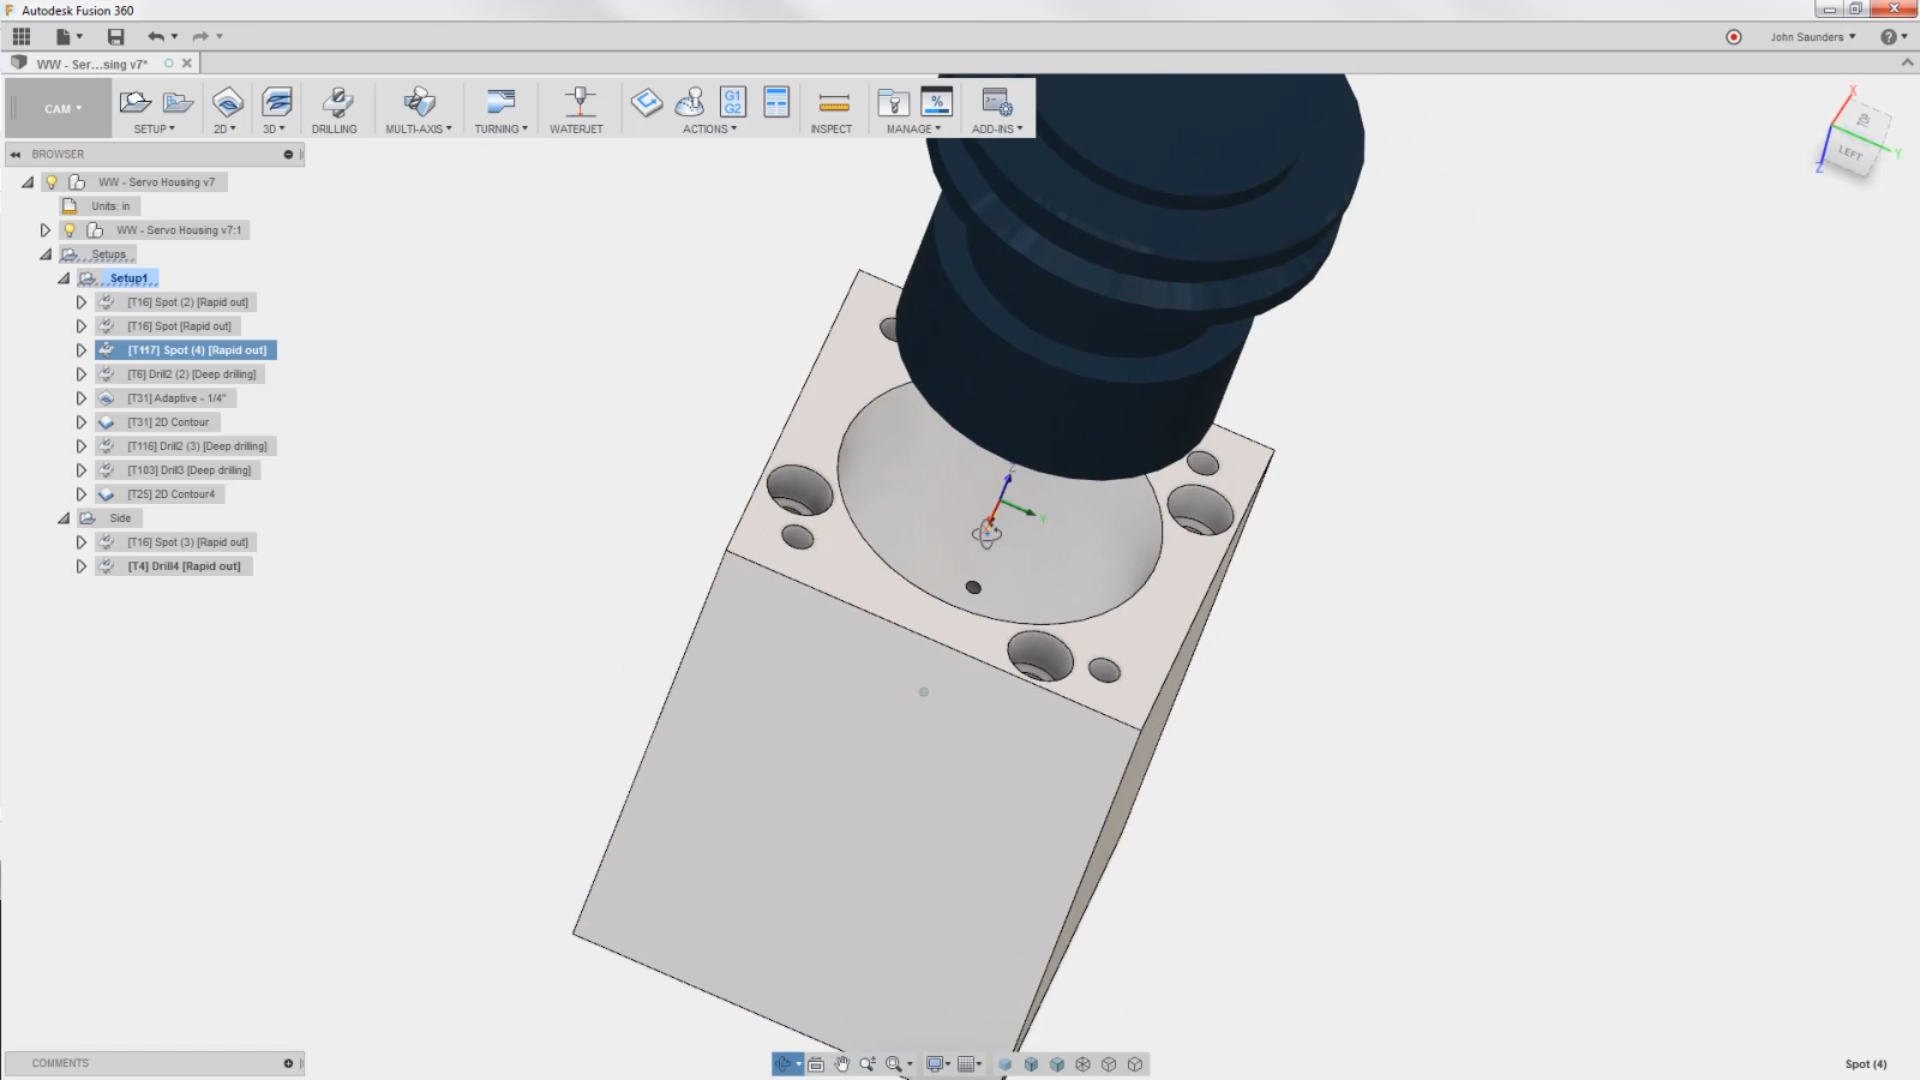 Autodesk Fusion 360
John Saunders
WW - Ser...sing v7*
CAM
SETUP
2D
3D
DRILLING
MULTI-AXIS
TURNING
WATERJET
G1
G2
ACTIONS
INSPECT
%
MANAGE
ADD-INS
X
TOP
LEFT
Y
Z
BROWSER
WW - Servo Housing v7
Units: in
WW - Servo Housing v7:1
Setups
Setup1
[T16] Spot (2) [Rapid out]
[T16] Spot [Rapid out]
[T117] Spot (4) [Rapid out]
[T6] Drill2 (2) [Deep drilling]
[T31] Adaptive - 1/4"
[T31] 2D Contour
[T116] Drill2 (3) [Deep drilling]
[T103] Drill3 [Deep drilling]
[T25] 2D Contour4
Side
[T16] Spot (3) [Rapid out]
[T4] Drill4 [Rapid out]
Z
Y
COMMENTS
Spot (4)